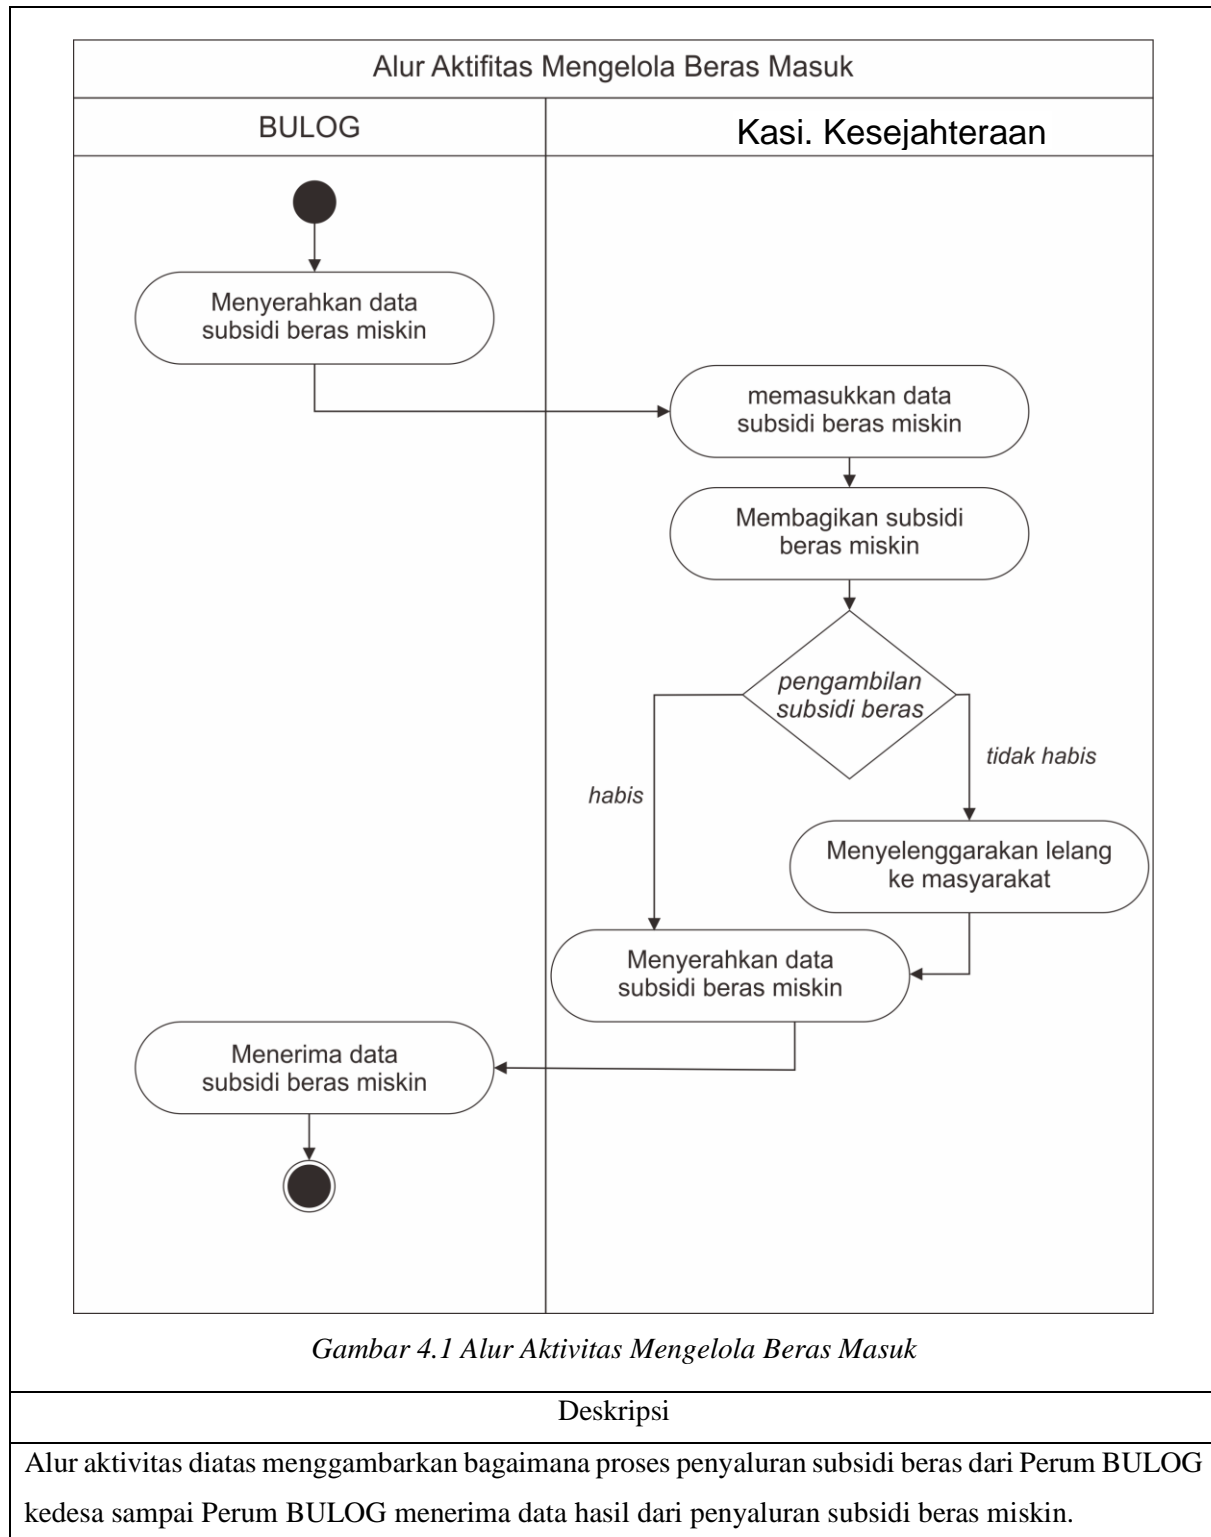 Alur Aktifitas Mengelola Beras Masuk
BULOG
Kasi. Kesejahteraan
Menyerahkan data
subsidi beras miskin
memasukkan data
subsidi beras miskin
Membagikan subsidi
beras miskin
pengambilan
subsidi beras
tidak habis
habis
Menyelenggarakan lelang
ke masyarakat
Menyerahkan data
subsidi beras miskin
Menerima data
subsidi beras miskin
Gambar 4.1 Alur Aktivitas Mengelola Beras Masuk
Deskripsi
Alur aktivitas diatas menggambarkan bagaimana proses penyaluran subsidi beras dari Perum BULOG
kedesa sampai Perum BULOG menerima data hasil dari penyaluran subsidi beras miskin.